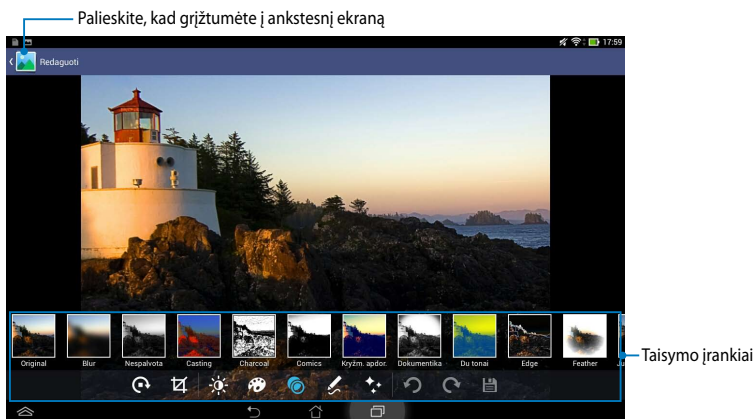 Palieskite, kad grįžtumėte į ankstesnį ekraną
17:59
Redaguoti
Original Blur Nespalvota Casting Charcoal Comics Kryžm. apdor. Dokumentika Du tonai Edge Feather
Taisymo įrankiai